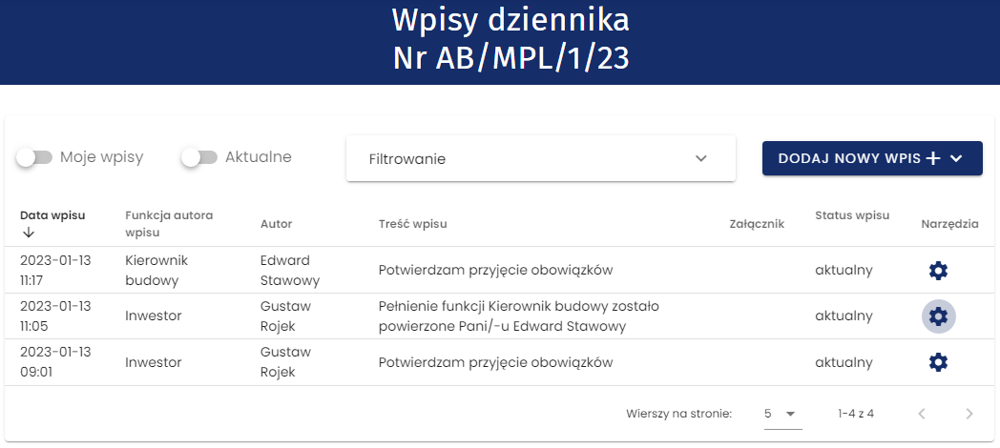 Wpisy dziennika
Nr AB/MPL/1/23
Moje wpisy
Aktualne
Filtrowanie
DODAJ NOWY WPIS
Data wpisu
Funkcja autora
wpisu
Autor
Treść wpisu
Załącznik
Status wpisu
Narzędzia
2023-01-13
11:17
Kierownik
budowy
Edward
Stawowy
Potwierdzam przyjęcie obowiązków
aktualny
2023-01-13
11:05
Inwestor
Gustaw
Rojek
Pełnienie funkcji Kierownik budowy zostało
powierzone Pani/-u Edward Stawowy
aktualny
2023-01-13
09:01
Inwestor
Gustaw
Rojek
Potwierdzam przyjęcie obowiązków
aktualny
Wierszy na stronie:
5
1-4 z 4